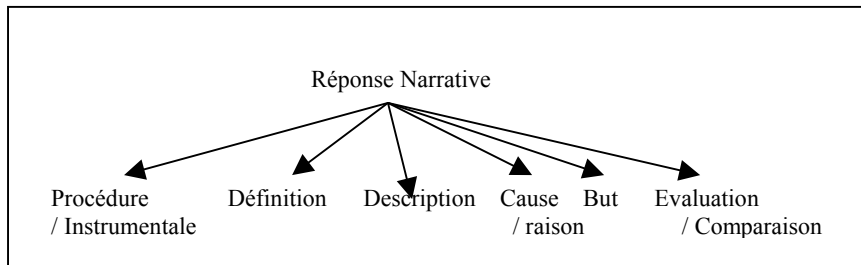 Réponse Narrative
Procédure Définition Description Cause But Evaluation
/ Instrumentale / raison / Comparaison